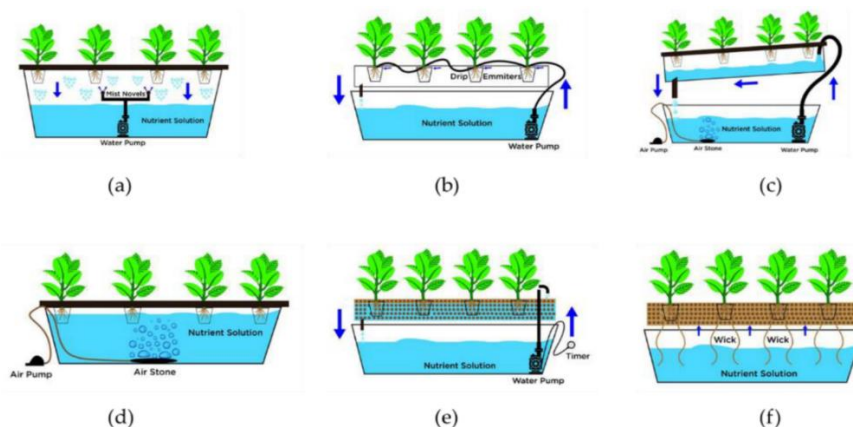 Mist Novels
Nutrient Solution
Water Pump
(a)
Drip Emmiters
Nutrient Solution
Water Pump
(b)
Nutrient Solution
Air Pump
Air Stone
Water Pump
(c)
Nutrient Solution
Air Pump
Air Stone
(d)
Timer
Nutrient Solution
Water Pump
(e)
Wick Wick
Nutrient Solution
(f)